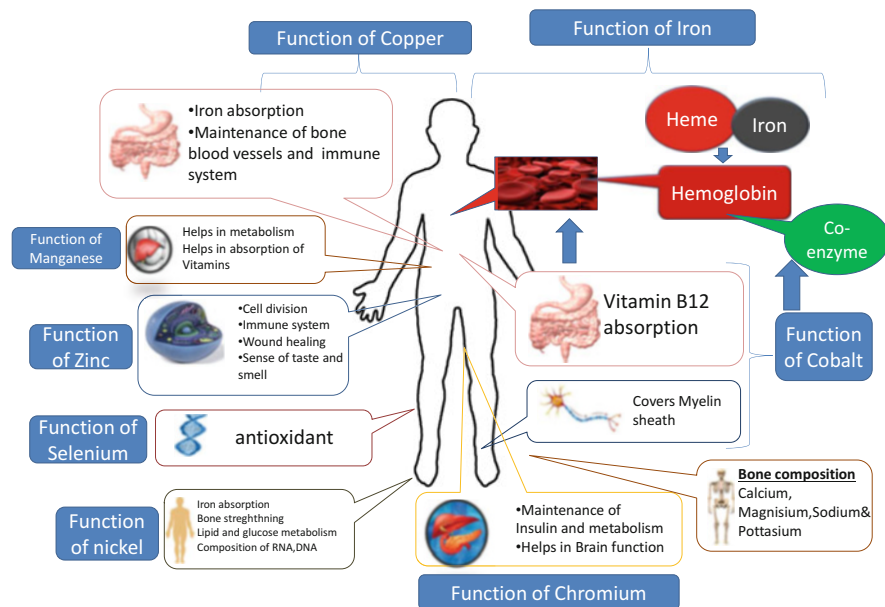 Function of Copper
Function of Iron
•Iron absorption
•Maintenance of bone
blood vessels and immune
system
Heme
Iron
Hemoglobin
Co-
enzyme
Function of
Manganese
Helps in metabolism
Helps in absorption of
Vitamins
Function
of Zinc
•Cell division
•Immune system
•Wound healing
•Sense of taste and
smell
Vitamin B12
absorption
Function
of Cobalt
Covers Myelin
sheath
Function of
Selenium
antioxidant
Bone composition
Calcium,
Magnisium,Sodium&
Pottasium
Function
of nickel
Iron absorption
Bone streghthning
Lipid and glucose metabolism
Composition of RNA,DNA
•Maintenance of
Insulin and metabolism
•Helps in Brain function
Function of Chromium